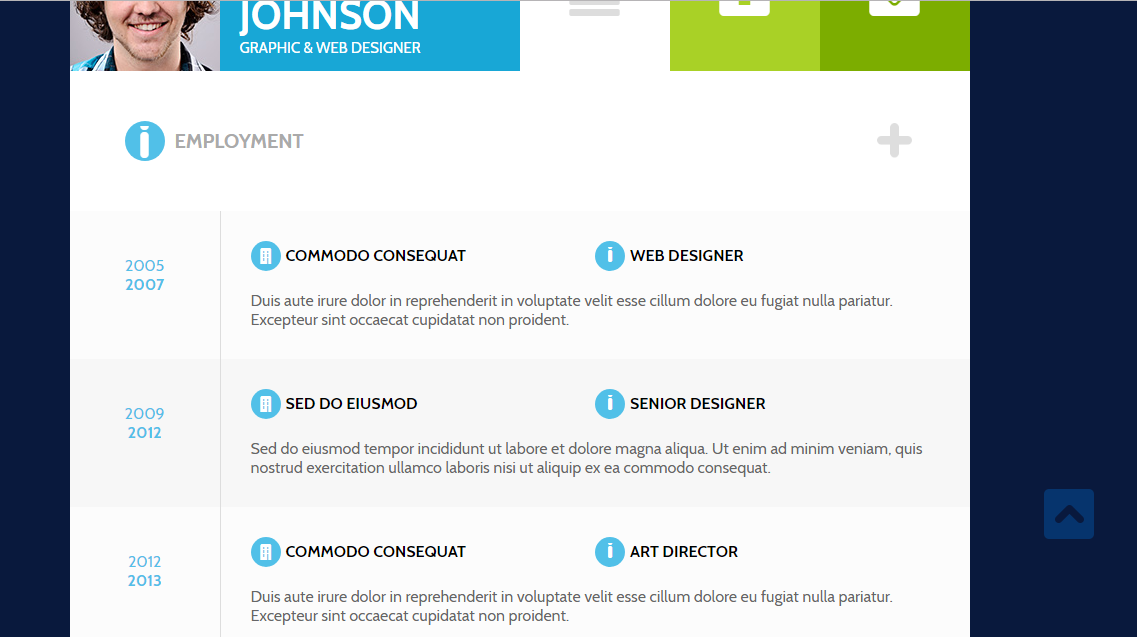 JOHNSON
GRAPHIC & WEB DESIGNER
EMPLOYMENT
2005
2007
COMMODO CONSEQUAT
WEB DESIGNER
Duis aute irure dolor in reprehenderit in voluptate velit esse cillum dolore eu fugiat nulla pariatur.
Excepteur sint occaecat cupidatat non proident.
2009
2012
SED DO EIUSMOD
SENIOR DESIGNER
Sed do eiusmod tempor incididunt ut labore et dolore magna aliqua. Ut enim ad minim veniam, quis
nostrud exercitation ullamco laboris nisi ut aliquip ex ea commodo consequat.
2012
2013
COMMODO CONSEQUAT
ART DIRECTOR
Duis aute irure dolor in reprehenderit in voluptate velit esse cillum dolore eu fugiat nulla pariatur.
Excepteur sint occaecat cupidatat non proident.